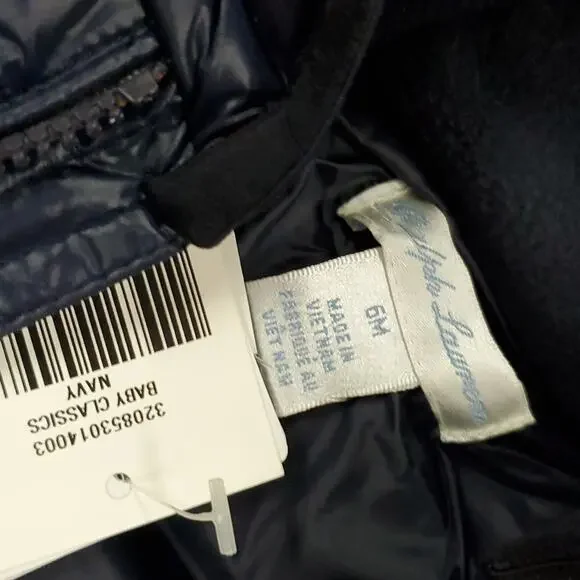 Ralph Lauren
6M
MADE IN
VIETNAM
FABRIQUÉ AU
VIET NAM
320853014003
BABY CLASSICS
NAVY